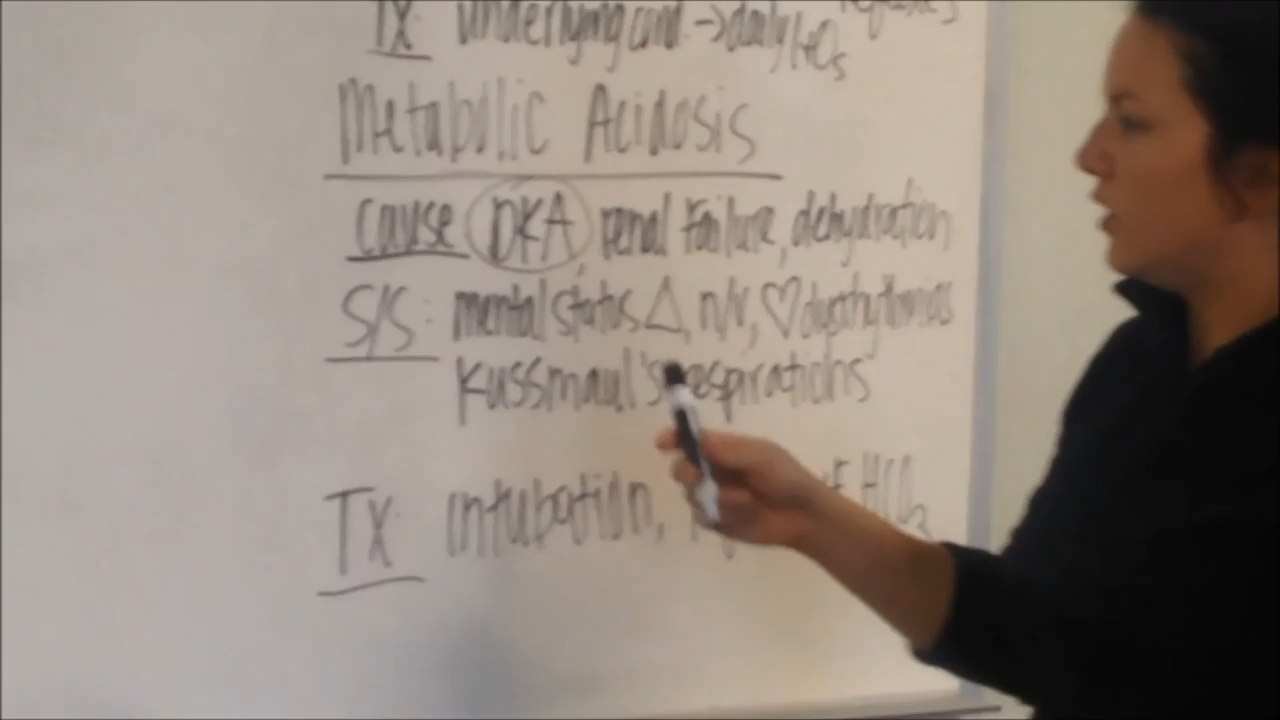 Tx: underlying cond. → daily
Metabolic Acidosis
Cause DKA, renal Failure, dehydration
S/S: mental status △, n/v, ♡ dysrhythmias
Kussmaul's respirations
Tx: intubation, HCO₃